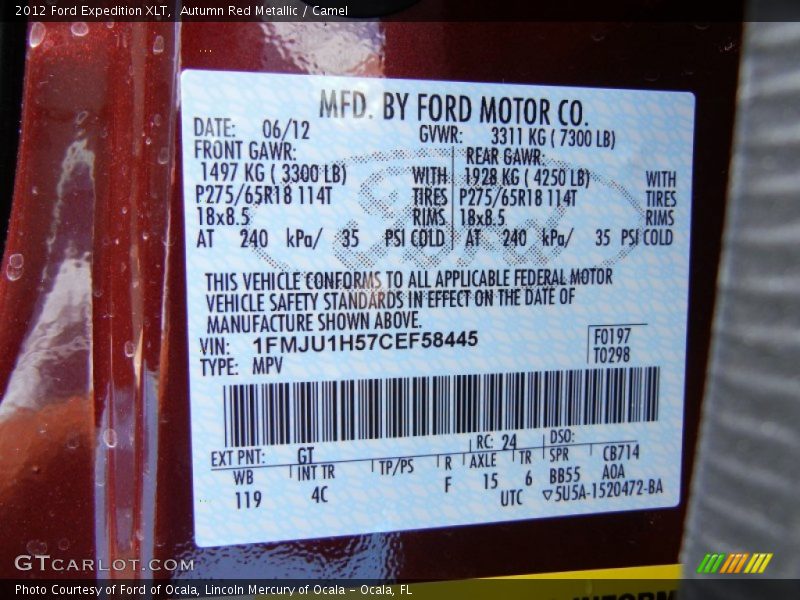 2012 Ford Expedition XLT, Autumn Red Metallic / Camel
MFD. BY FORD MOTOR CO.
DATE: 06/12 GVWR: 3311 KG ( 7300 LB)
FRONT GAWR: REAR GAWR:
1497 KG ( 3300 LB) WITH 1928 KG ( 4250 LB) WITH
P275/65R18 114T TIRES P275/65R18 114T TIRES
18x8.5 RIMS 18x8.5 RIMS
AT 240 kPa/ 35 PSI COLD AT 240 kPa/ 35 PSI COLD
THIS VEHICLE CONFORMS TO ALL APPLICABLE FEDERAL MOTOR
VEHICLE SAFETY STANDARDS IN EFFECT ON THE DATE OF
MANUFACTURE SHOWN ABOVE.
VIN: 1FMJU1H57CEF58445 F0197
TYPE: MPV T0298
EXT PNT: GT RC: 24 DSO:
WB INT TR TP/PS R AXLE TR SPR CB714
119 4C F 15 6 BB55 AOA
UTC ▽5U5A-1520472-BA
GTCARLOT.COM
Photo Courtesy of Ford of Ocala, Lincoln Mercury of Ocala - Ocala, FL